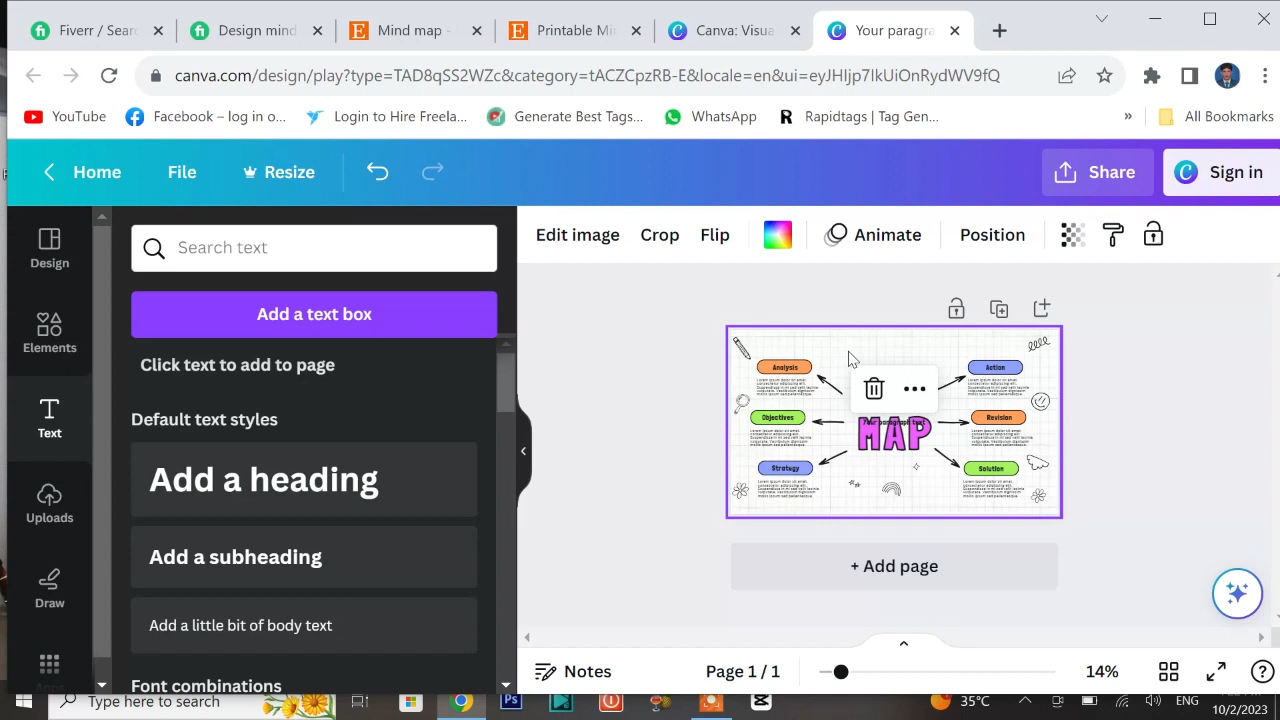 Fiverr / Sear
Design mind
Mind map -
Printable Mi
Canva: Visua
Your paragra
canva.com/design/play?type=TAD8qSS2WZc&category=tACZCpzRB-E&locale=en&ui=eyJHIjp7IkUiOnRydWV9fQ
YouTube
Facebook – log in o...
Login to Hire Freela...
Generate Best Tags...
WhatsApp
Rapidtags | Tag Gen...
»
All Bookmarks
Home
File
Resize
Share
Sign in
Design
Elements
Text
Uploads
Draw
Search text
Add a text box
Click text to add to page
Default text styles
Add a heading
Add a subheading
Add a little bit of body text
Font combinations
Edit image
Crop
Flip
Animate
Position
Analysis
Action
Objectives
Your paragraph text
MAP
Revision
Strategy
Solution
+ Add page
Notes
Page 1 / 1
14%
Type here to search
35°C
ENG
10/2/2023